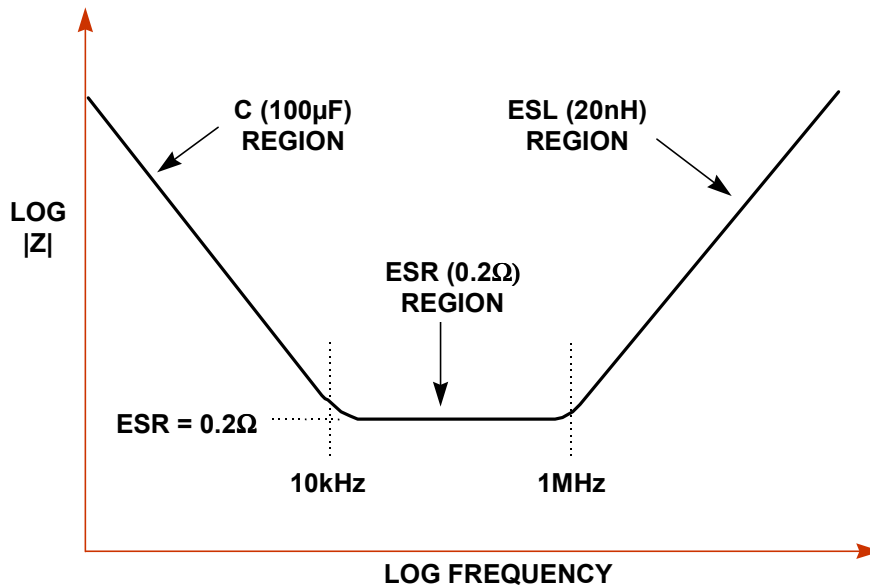 C (100µF)
REGION
ESL (20nH)
REGION
LOG
|Z|
ESR (0.2Ω)
REGION
ESR = 0.2Ω
10kHz
1MHz
LOG FREQUENCY